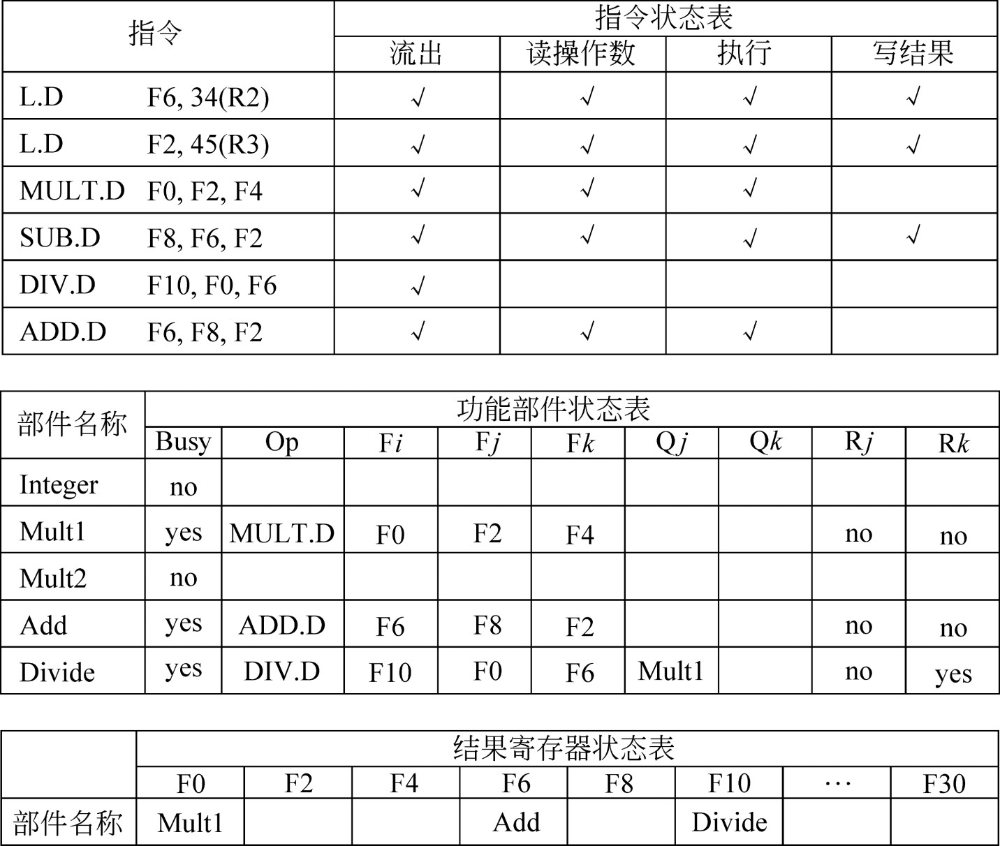 指令 指令状态表
流出 读操作数 执行 写结果
L.D F6, 34(R2) √ √ √ √
L.D F2, 45(R3) √ √ √ √
MULT.D F0, F2, F4 √ √ √
SUB.D F8, F6, F2 √ √ √ √
DIV.D F10, F0, F6 √
ADD.D F6, F8, F2 √ √ √
部件名称 功能部件状态表
Busy Op Fi Fj Fk Qj Qk Rj Rk
Integer no
Mult1 yes MULT.D F0 F2 F4 no no
Mult2 no
Add yes ADD.D F6 F8 F2 no no
Divide yes DIV.D F10 F0 F6 Mult1 no yes
结果寄存器状态表
F0 F2 F4 F6 F8 F10 … F30
部件名称 Mult1 Add Divide